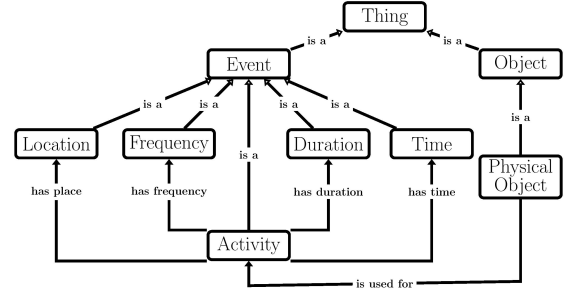 Thing
is a
is a
Event
Object
is a
is a
is a
is a
is a
Location
Frequency
is a
Duration
Time
Physical
Object
has place
has frequency
has duration
has time
Activity
is used for